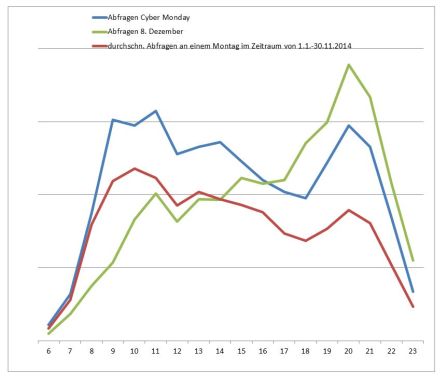 Abfragen Cyber Monday
Abfragen 8. Dezember
durchschn. Abfragen an einem Montag im Zeitraum von 1.1.-30.11.2014
6 7 8 9 10 11 12 13 14 15 16 17 18 19 20 21 22 23